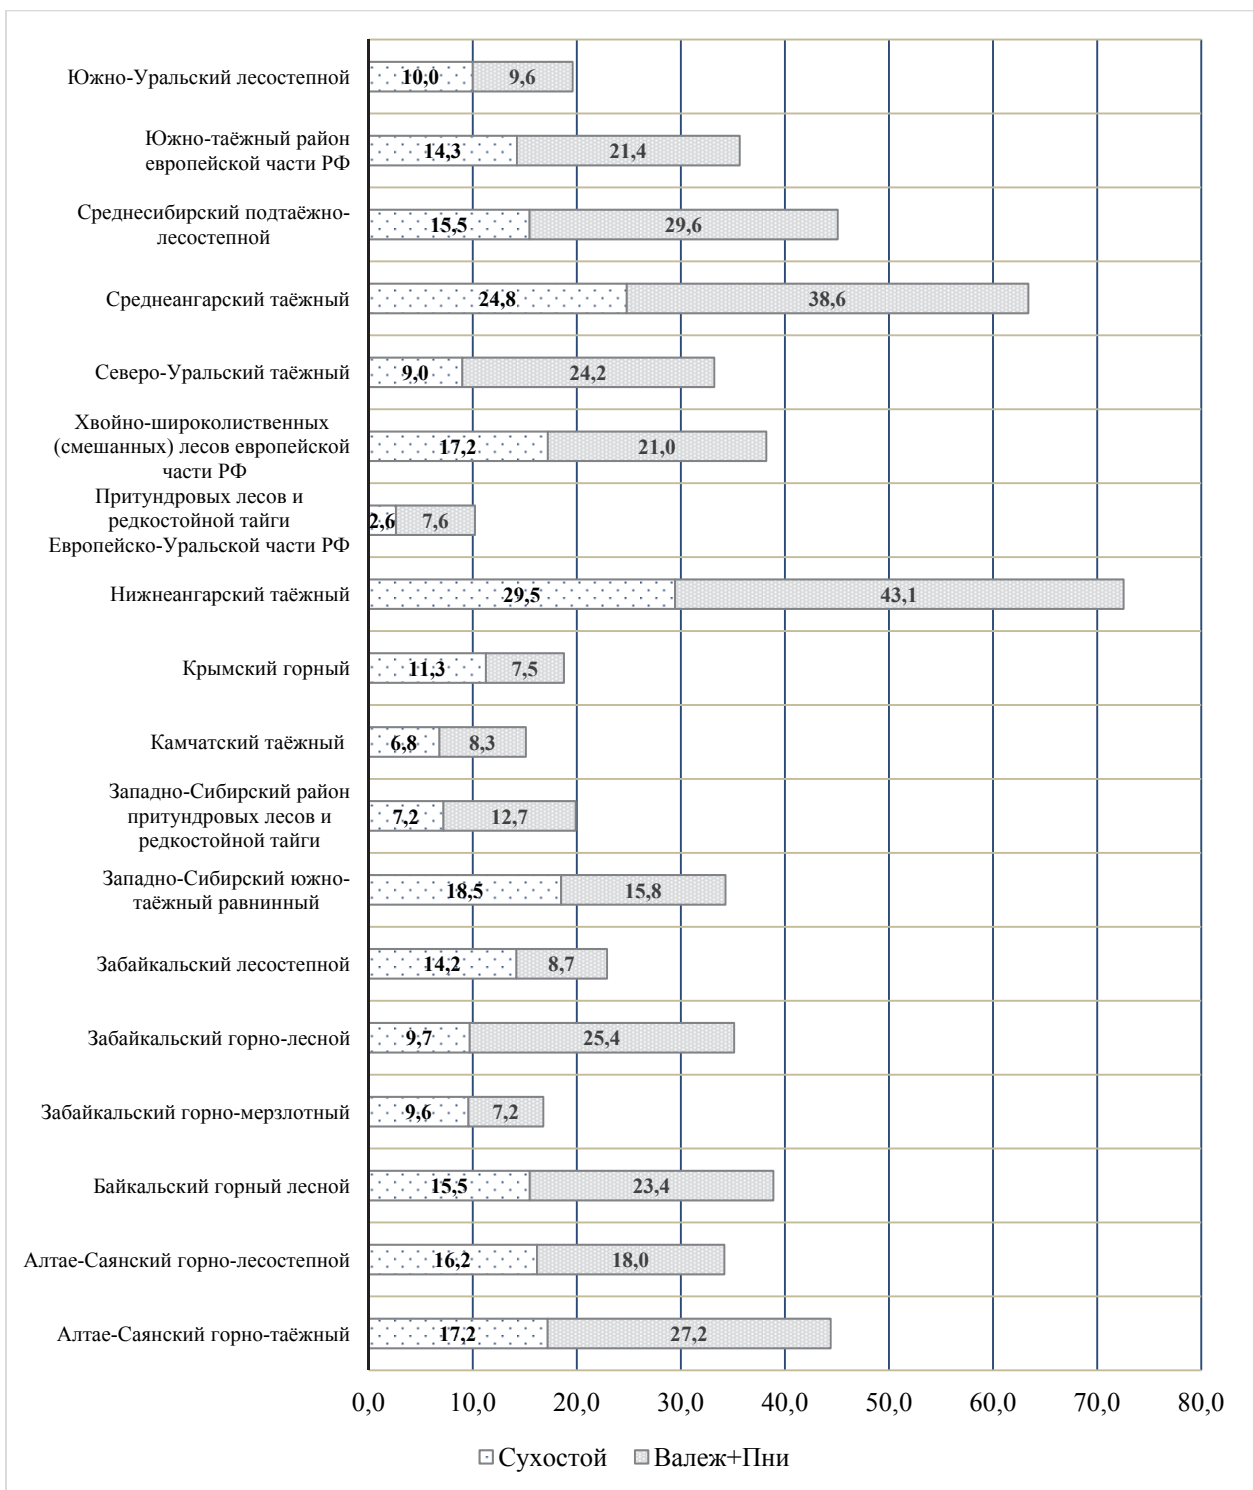 Южно-Уральский лесостепной
10,0
9,6
Южно-таёжный район
европейской части РФ
14,3
21,4
Среднесибирский подтаёжно-
лесостепной
15,5
29,6
Среднеангарский таёжный
24,8
38,6
Северо-Уральский таёжный
9,0
24,2
Хвойно-широколиственных
(смешанных) лесов европейской
части РФ
17,2
21,0
Притундровых лесов и
редкостойной тайги
Европейско-Уральской части РФ
2,6
7,6
Нижнеангарский таёжный
29,5
43,1
Крымский горный
11,3
7,5
Камчатский таёжный
6,8
8,3
Западно-Сибирский район
притундровых лесов и
редкостойной тайги
7,2
12,7
Западно-Сибирский южно-
таёжный равнинный
18,5
15,8
Забайкальский лесостепной
14,2
8,7
Забайкальский горно-лесной
9,7
25,4
Забайкальский горно-мерзлотный
9,6
7,2
Байкальский горный лесной
15,5
23,4
Алтае-Саянский горно-лесостепной
16,2
18,0
Алтае-Саянский горно-таёжный
17,2
27,2
0,0 10,0 20,0 30,0 40,0 50,0 60,0 70,0 80,0
Сухостой Валеж+Пни